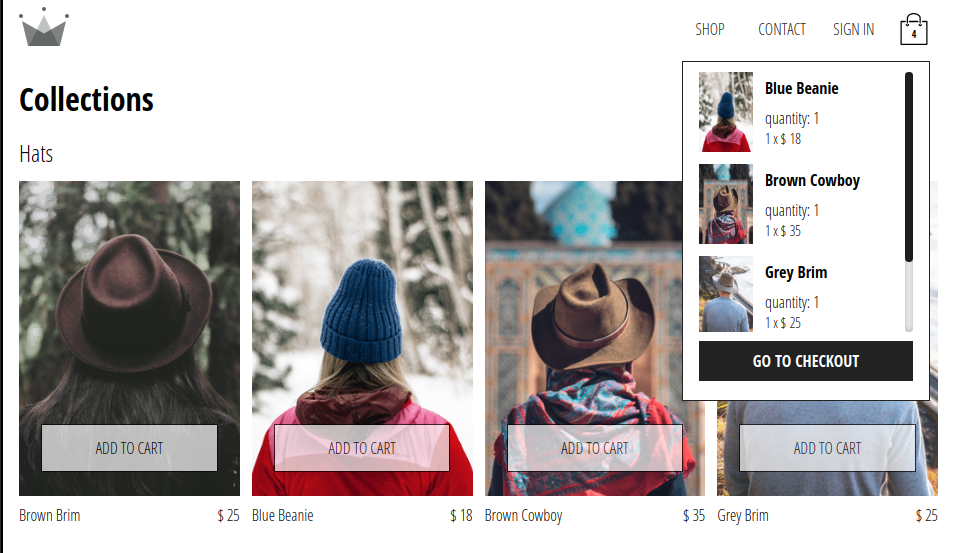 SHOP CONTACT SIGN IN 4
Collections
Hats
Blue Beanie
quantity: 1
1 x $ 18
Brown Cowboy
quantity: 1
1 x $ 35
Grey Brim
quantity: 1
1 x $ 25
GO TO CHECKOUT
ADD TO CART ADD TO CART ADD TO CART ADD TO CART
Brown Brim $ 25 Blue Beanie $ 18 Brown Cowboy $ 35 Grey Brim $ 25